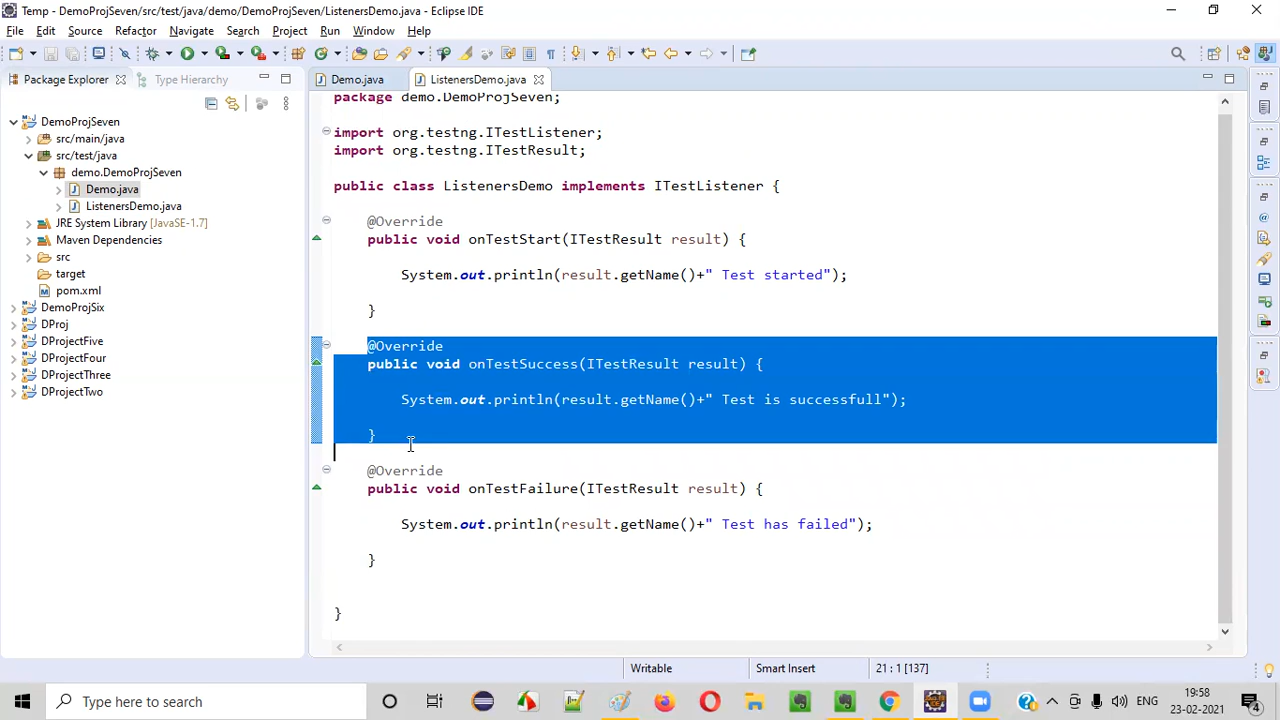 Temp - DemoProjSeven/src/test/java/demo/DemoProjSeven/ListenersDemo.java - Eclipse IDE
File Edit Source Refactor Navigate Search Project Run Window Help
Package Explorer Type Hierarchy
Demo.java ListenersDemo.java
DemoProjSeven
src/main/java
src/test/java
demo.DemoProjSeven
Demo.java
ListenersDemo.java
JRE System Library [JavaSE-1.7]
Maven Dependencies
src
target
pom.xml
DemoProjSix
DProj
DProjectFive
DProjectFour
DProjectThree
DProjectTwo
package demo.DemoProjSeven;
import org.testng.ITestListener;
import org.testng.ITestResult;
public class ListenersDemo implements ITestListener {
@Override
public void onTestStart(ITestResult result) {
System.out.println(result.getName()+" Test started");
}
@Override
public void onTestSuccess(ITestResult result) {
System.out.println(result.getName()+" Test is successfull");
}
@Override
public void onTestFailure(ITestResult result) {
System.out.println(result.getName()+" Test has failed");
}
}
Writable Smart Insert 21 : 1 [137]
Type here to search
ENG
19:58
23-02-2021
4